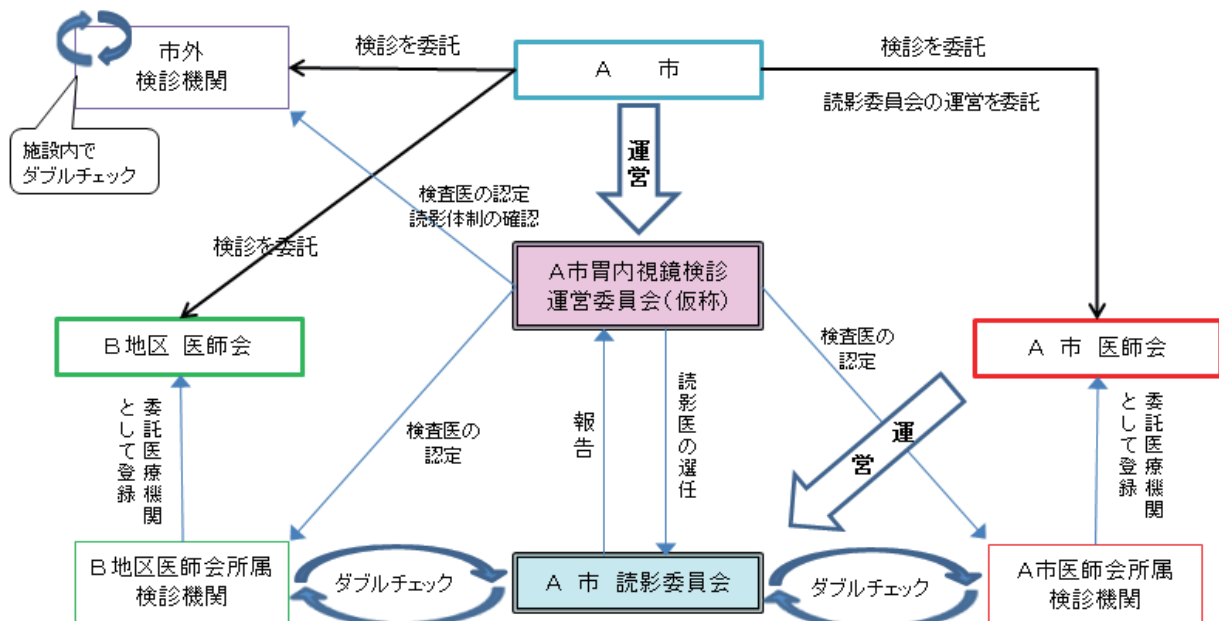 市外
検診機関
検診を委託
A 市
検診を委託
読影委員会の運営を委託
施設内で
ダブルチェック
運営
検査医の認定
読影体制の確認
検診を委託
A市胃内視鏡検診
運営委員会(仮称)
B地区 医師会
検査医の
認定
A 市 医師会
委託医療機関
として登録
検査医の
認定
報告
読影医の選任
運営
委託医療機関
として登録
B地区医師会所属
検診機関
ダブルチェック
A 市 読影委員会
ダブルチェック
A市医師会所属
検診機関